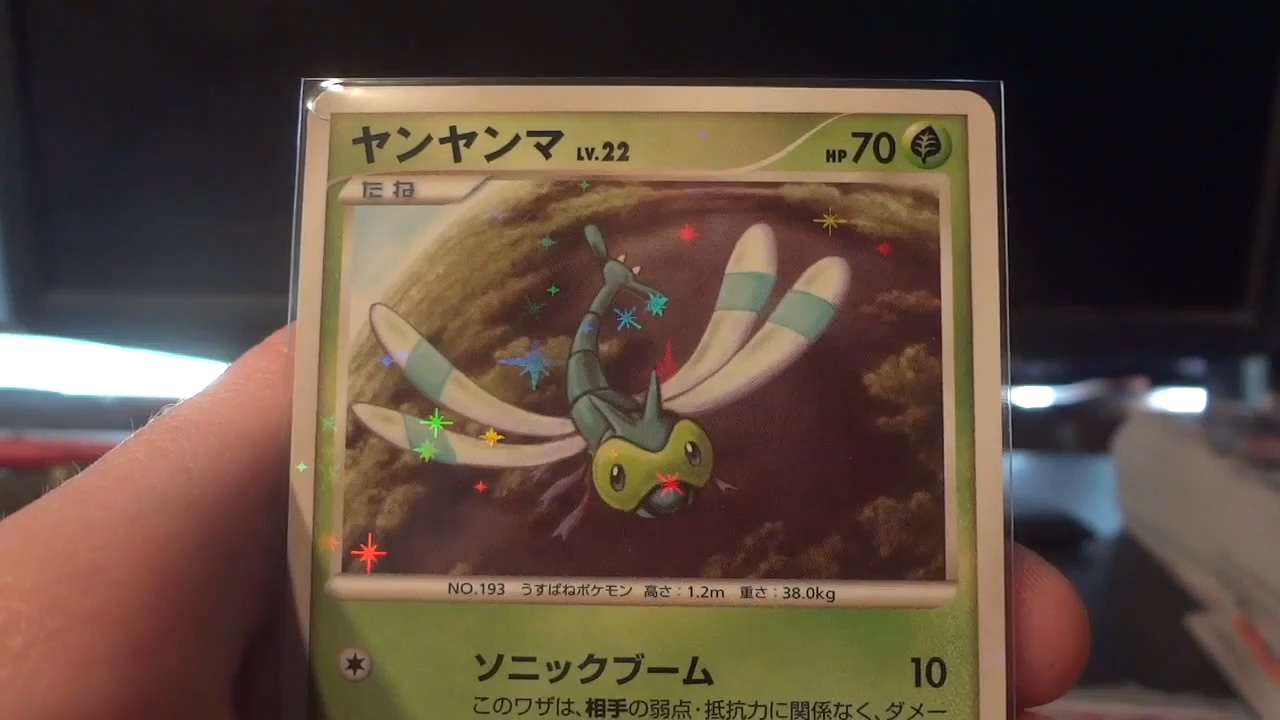 ヤンヤンマ LV.22 HP 70
たね
NO.193 うすばねポケモン 高さ:1.2m 重さ:38.0kg
ソニックブーム 10
このワザは、相手の弱点・抵抗力に関係なく、ダメー